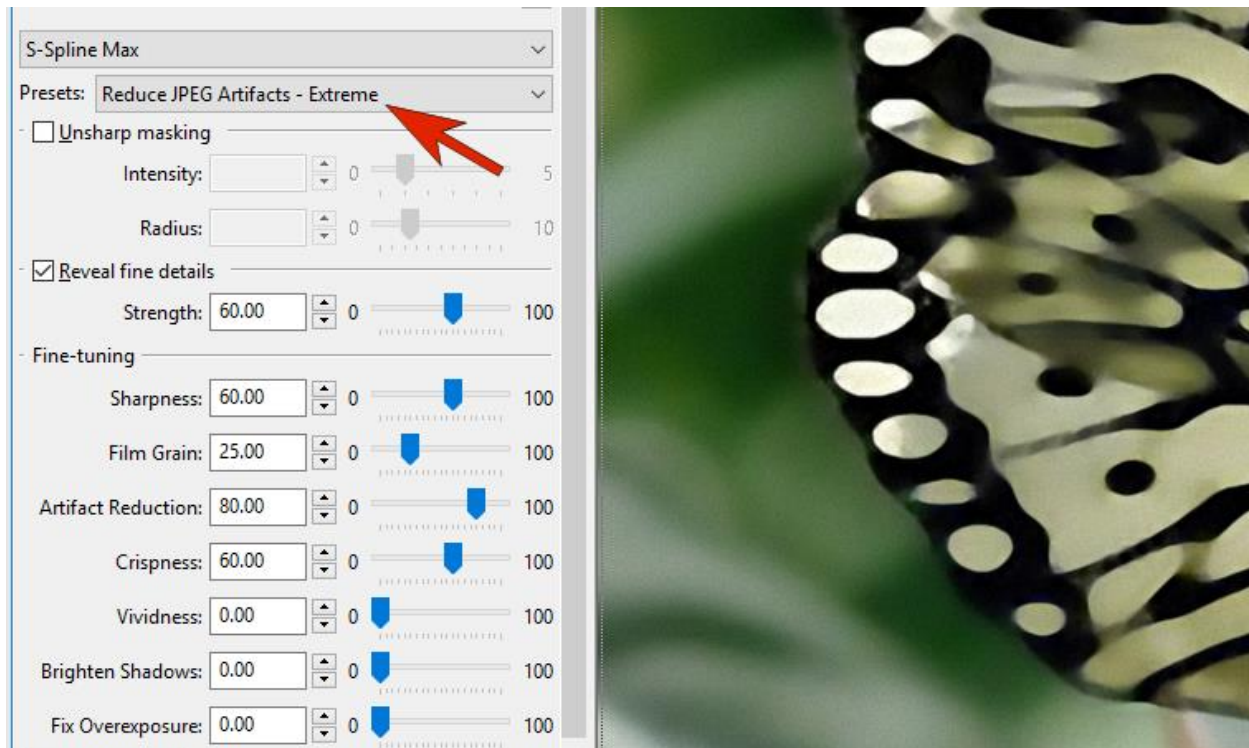 S-Spline Max
Presets: Reduce JPEG Artifacts - Extreme
Unsharp masking
Intensity: 0 5
Radius: 0 10
Reveal fine details
Strength: 60.00 0 100
Fine-tuning
Sharpness: 60.00 0 100
Film Grain: 25.00 0 100
Artifact Reduction: 80.00 0 100
Crispness: 60.00 0 100
Vividness: 0.00 0 100
Brighten Shadows: 0.00 0 100
Fix Overexposure: 0.00 0 100